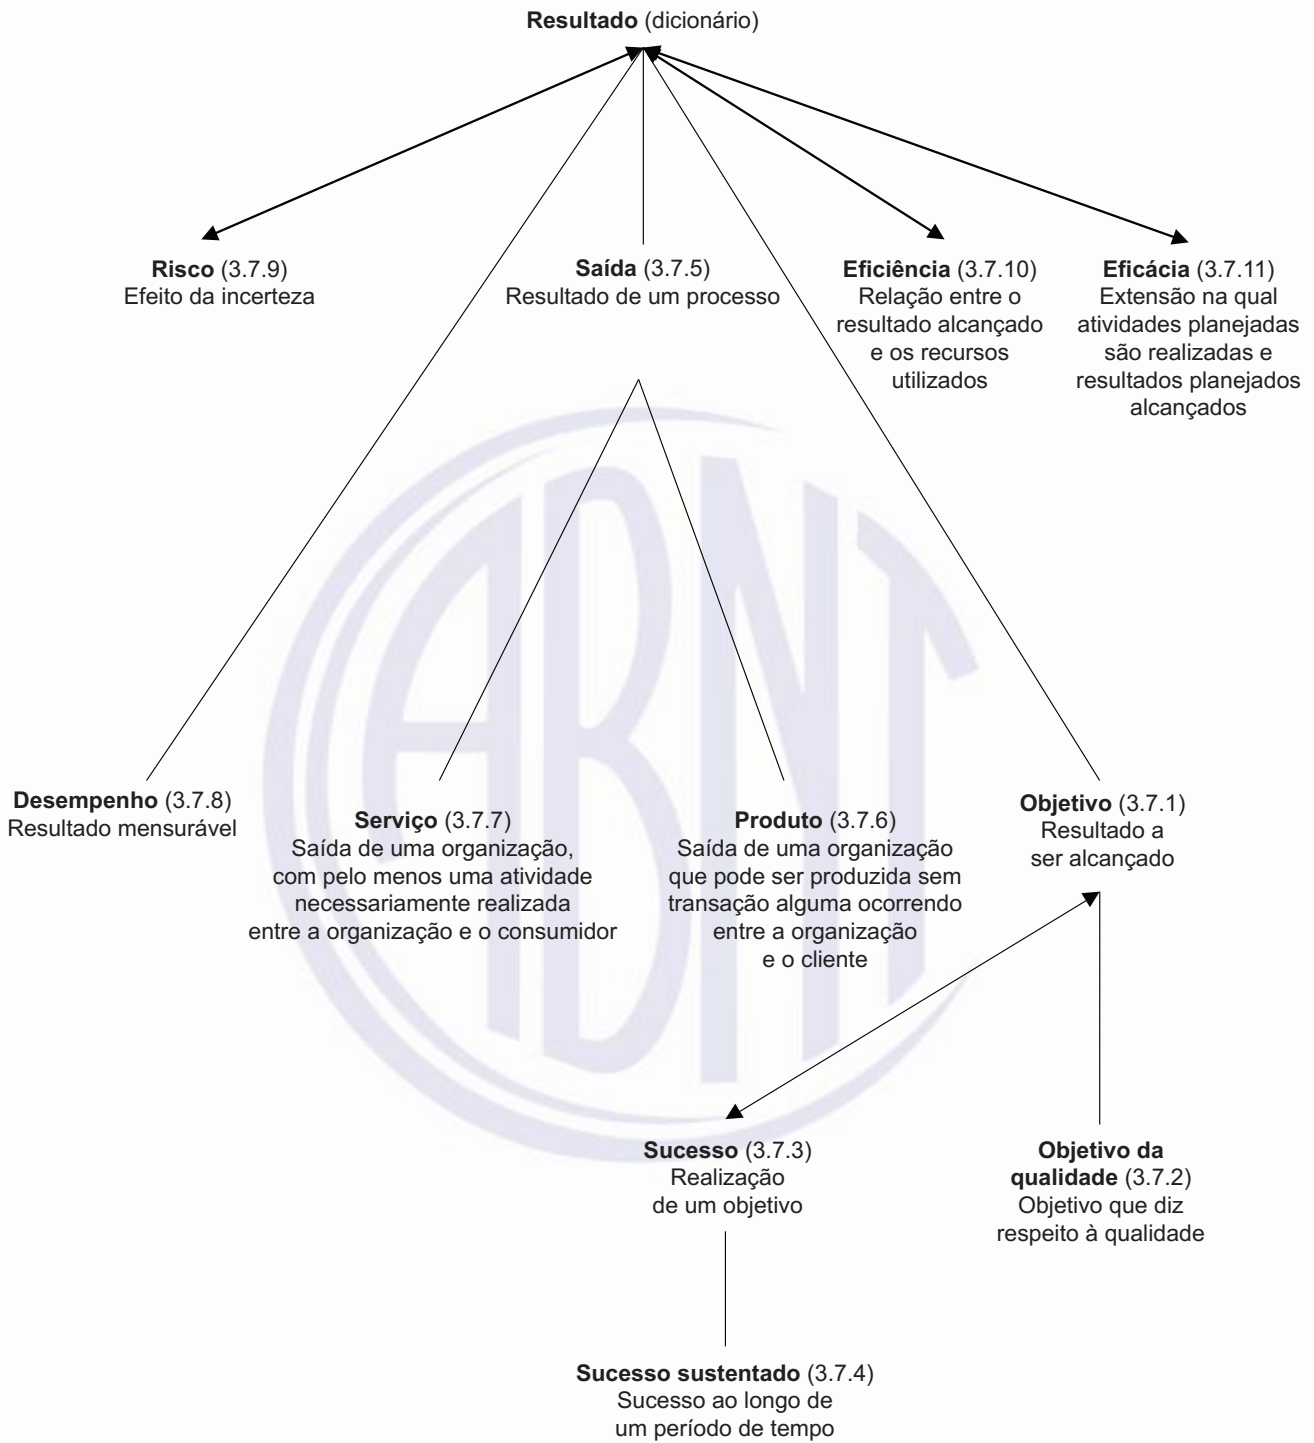 Resultado (dicionário)
Risco (3.7.9)
Efeito da incerteza
Saída (3.7.5)
Resultado de um processo
Eficiência (3.7.10)
Relação entre o
resultado alcançado
e os recursos
utilizados
Eficácia (3.7.11)
Extensão na qual
atividades planejadas
são realizadas e
resultados planejados
alcançados
Desempenho (3.7.8)
Resultado mensurável
Serviço (3.7.7)
Saída de uma organização,
com pelo menos uma atividade
necessariamente realizada
entre a organização e o consumidor
Produto (3.7.6)
Saída de uma organização
que pode ser produzida sem
transação alguma ocorrendo
entre a organização
e o cliente
Objetivo (3.7.1)
Resultado a
ser alcançado
Sucesso (3.7.3)
Realização
de um objetivo
Objetivo da
qualidade (3.7.2)
Objetivo que diz
respeito à qualidade
Sucesso sustentado (3.7.4)
Sucesso ao longo de
um período de tempo
ABNT